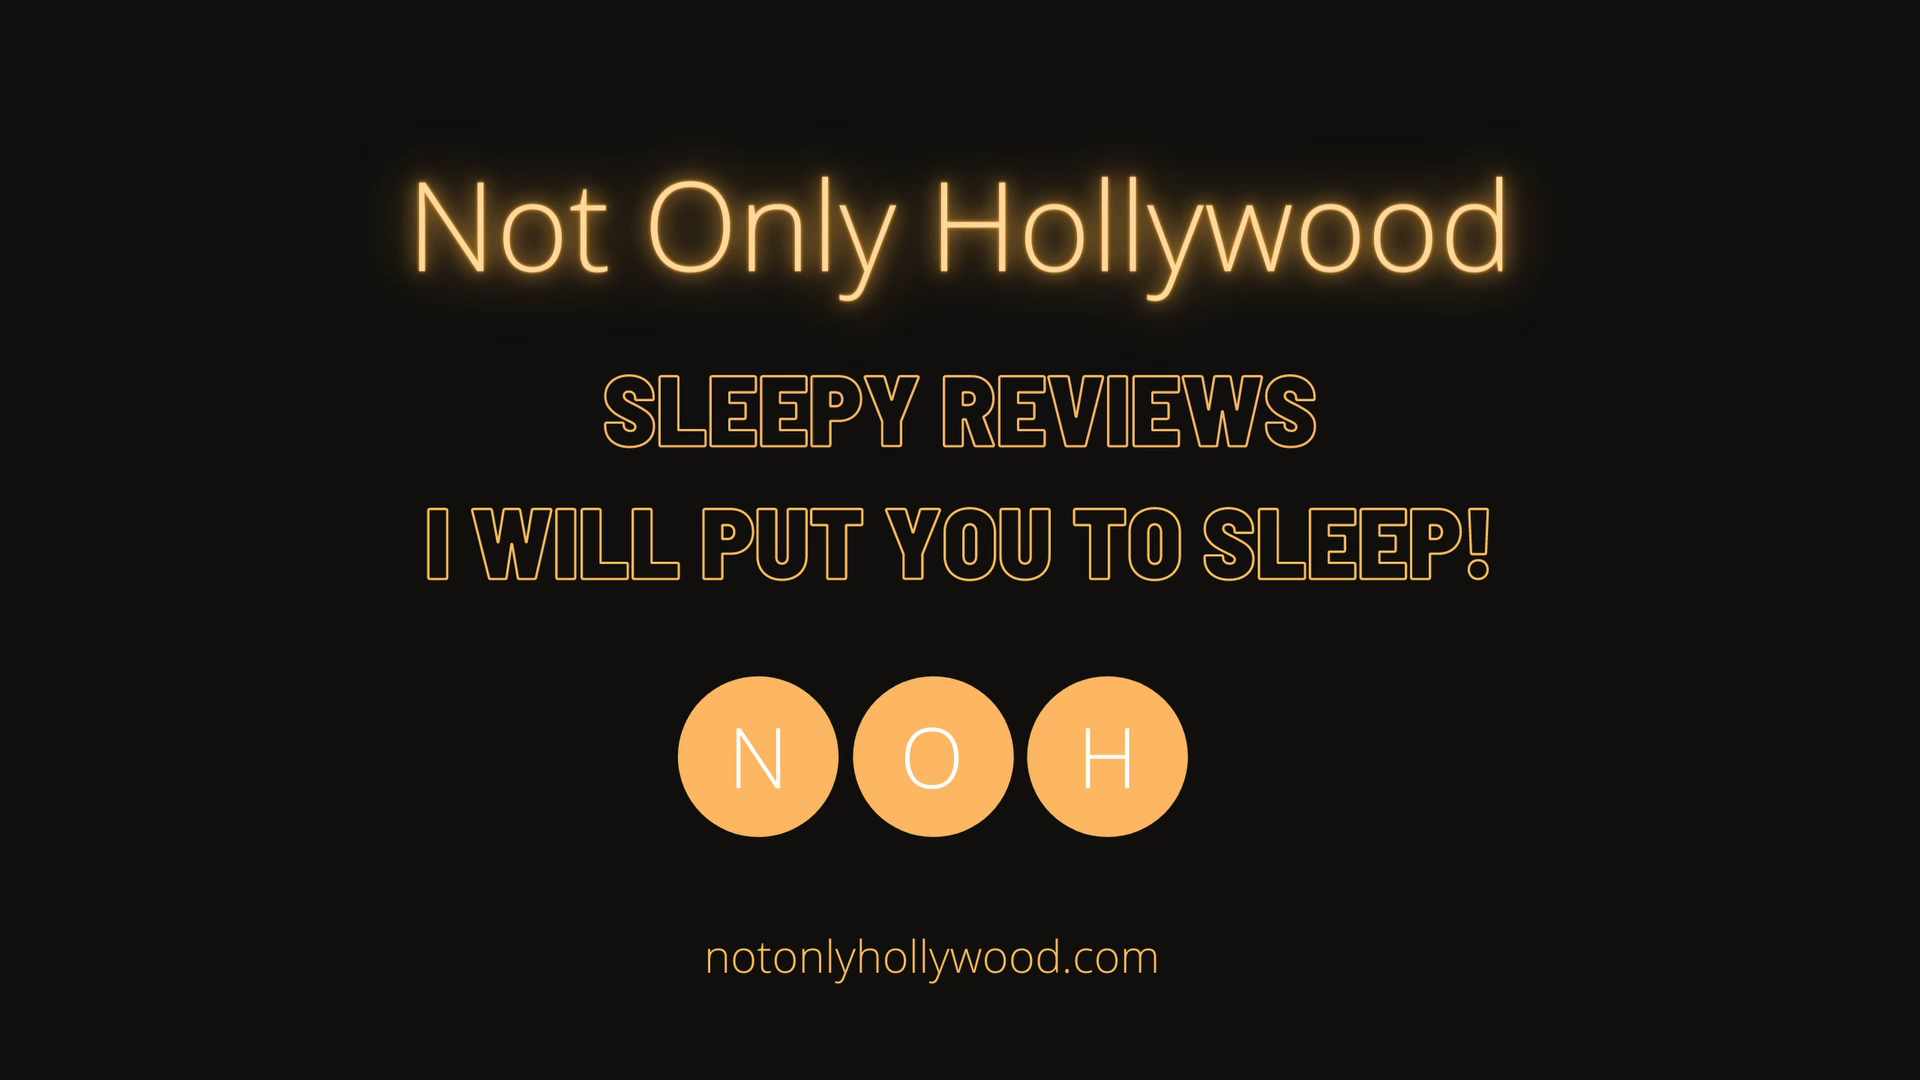 Not Only Hollywood
SLEEPY REVIEWS
I WILL PUT YOU TO SLEEP!
N O H
notonlyhollywood.com